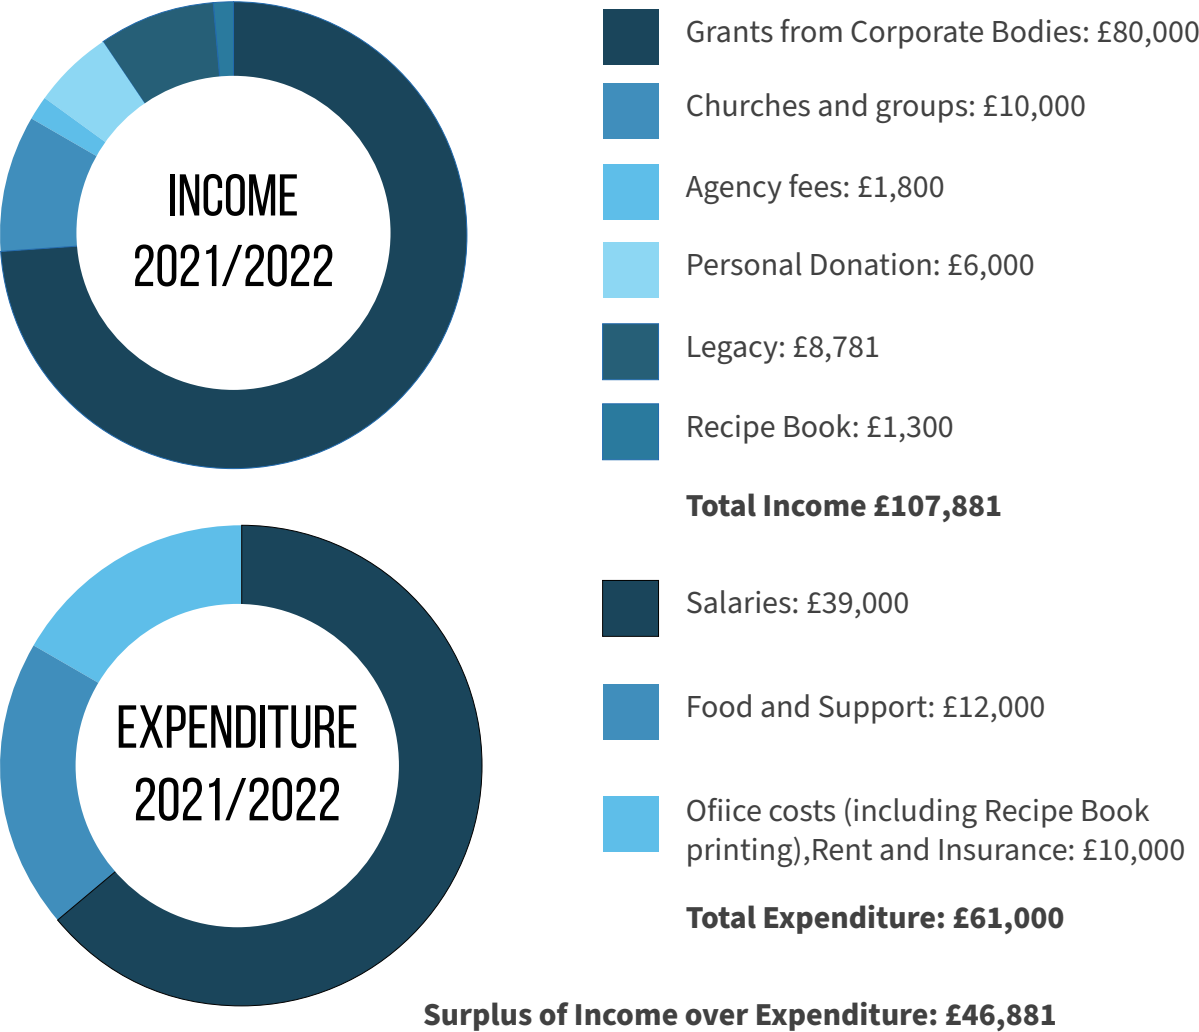 INCOME
2021/2022
Grants from Corporate Bodies: £80,000
Churches and groups: £10,000
Agency fees: £1,800
Personal Donation: £6,000
Legacy: £8,781
Recipe Book: £1,300
Total Income £107,881
EXPENDITURE
2021/2022
Salaries: £39,000
Food and Support: £12,000
Ofiice costs (including Recipe Book
printing),Rent and Insurance: £10,000
Total Expenditure: £61,000
Surplus of Income over Expenditure: £46,881